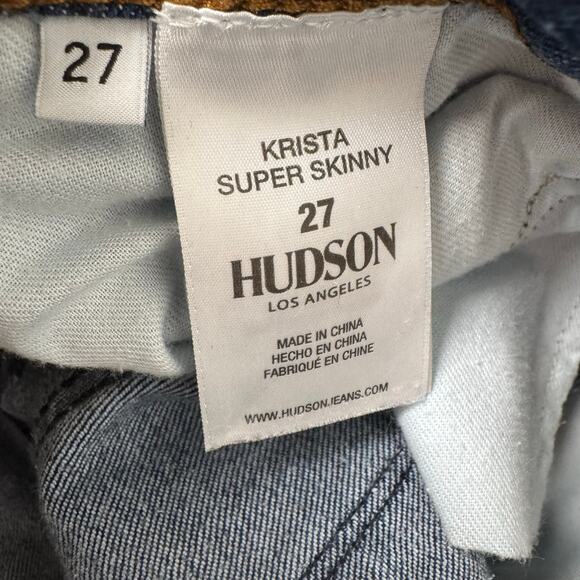 27
KRISTA
SUPER SKINNY
27
HUDSON
LOS ANGELES
MADE IN CHINA
HECHO EN CHINA
FABRIQUÉ EN CHINE
WWW.HUDSONJEANS.COM